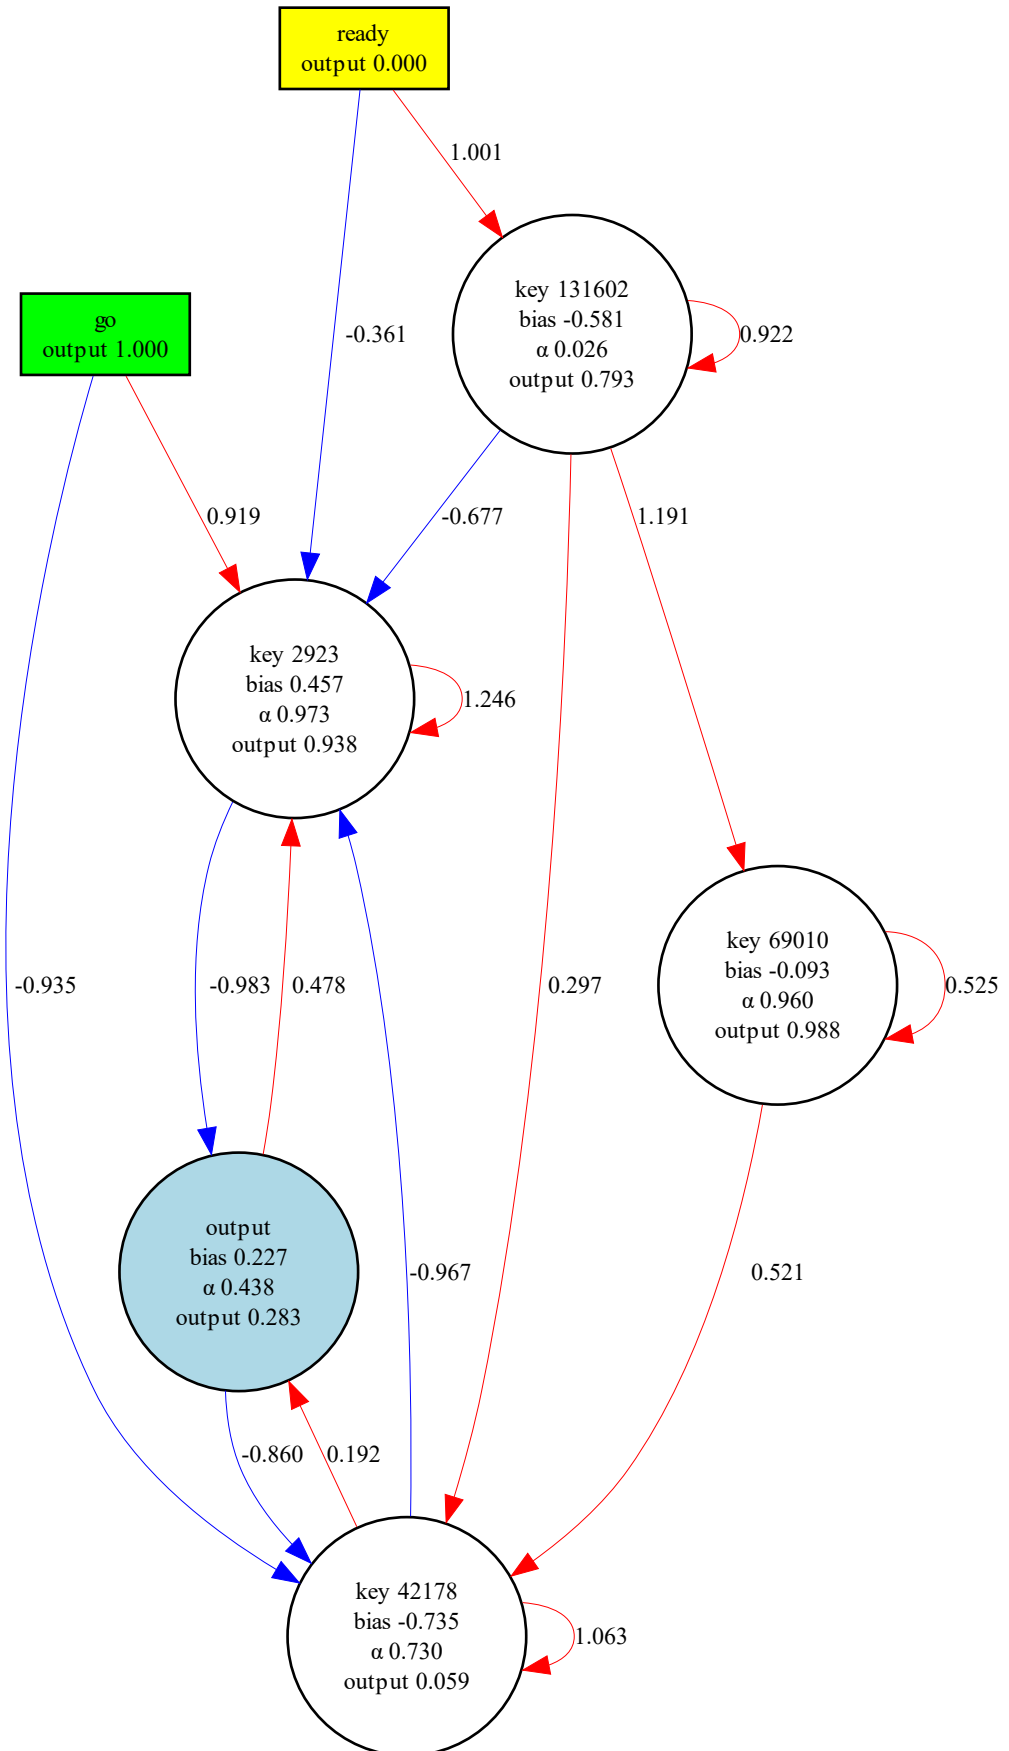 ready
output 0.000
1.001
key 131602
bias -0.581
α 0.026
output 0.793
0.922
-0.361
go
output 1.000
0.919
-0.677
1.191
key 2923
bias 0.457
α 0.973
output 0.938
1.246
key 69010
bias -0.093
α 0.960
output 0.988
0.525
-0.935
-0.983
0.478
0.297
output
bias 0.227
α 0.438
output 0.283
-0.967
0.521
-0.860
0.192
key 42178
bias -0.735
α 0.730
output 0.059
1.063